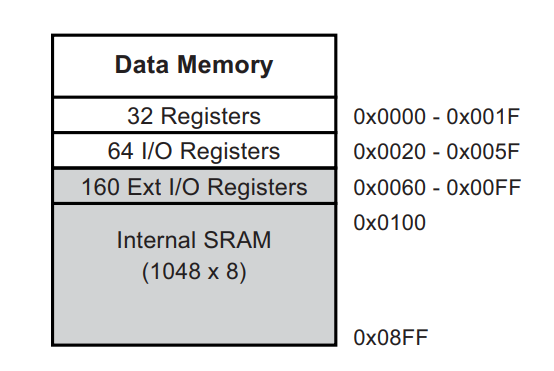 Data Memory
32 Registers 0x0000 - 0x001F
64 I/O Registers 0x0020 - 0x005F
160 Ext I/O Registers 0x0060 - 0x00FF
0x0100
Internal SRAM
(1048 x 8)
0x08FF